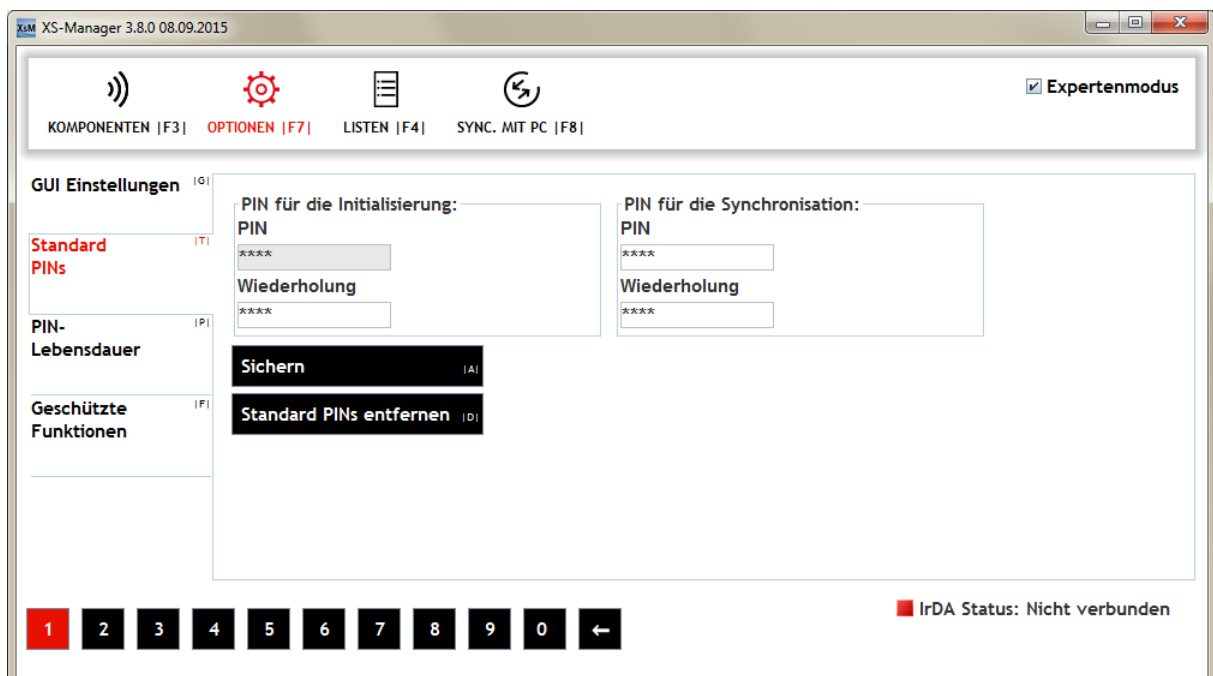 XsM XS-Manager 3.8.0 08.09.2015
KOMPONENTEN |F3| OPTIONEN |F7| LISTEN |F4| SYNC. MIT PC |F8|
Expertenmodus
GUI Einstellungen |G|
Standard |T|
PINs
PIN- |P|
Lebensdauer
Geschützte |F|
Funktionen
PIN für die Initialisierung:
PIN
****
Wiederholung
****
PIN für die Synchronisation:
PIN
****
Wiederholung
****
Sichern |A|
Standard PINs entfernen |D|
IrDA Status: Nicht verbunden
1 2 3 4 5 6 7 8 9 0 ←